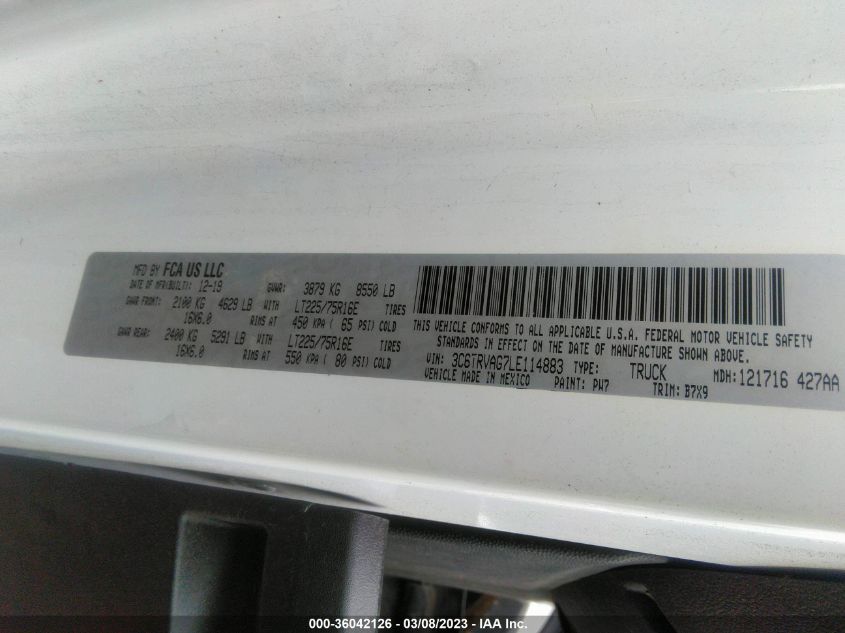 MFD BY FCA US LLC
DATE OF MFR(BUILT): 12-19 GVWR: 3879 KG 8550 LB
GAWR FRONT: 2100 KG 4629 LB WITH LT225/75R16E TIRES
16X6.0 RIMS AT 450 KPA ( 65 PSI) COLD
GAWR REAR: 2400 KG 5291 LB WITH LT225/75R16E TIRES
16X6.0 RIMS AT 550 KPA ( 80 PSI) COLD
THIS VEHICLE CONFORMS TO ALL APPLICABLE U.S.A. FEDERAL MOTOR VEHICLE SAFETY
STANDARDS IN EFFECT ON THE DATE OF MANUFACTURE SHOWN ABOVE.
VIN: 3C6TRVAG7LE114883 TYPE: TRUCK MDH: 121716 427AA
VEHICLE MADE IN MEXICO PAINT: PW7 TRIM: B7X9
000-36042126 - 03/08/2023 - IAA Inc.